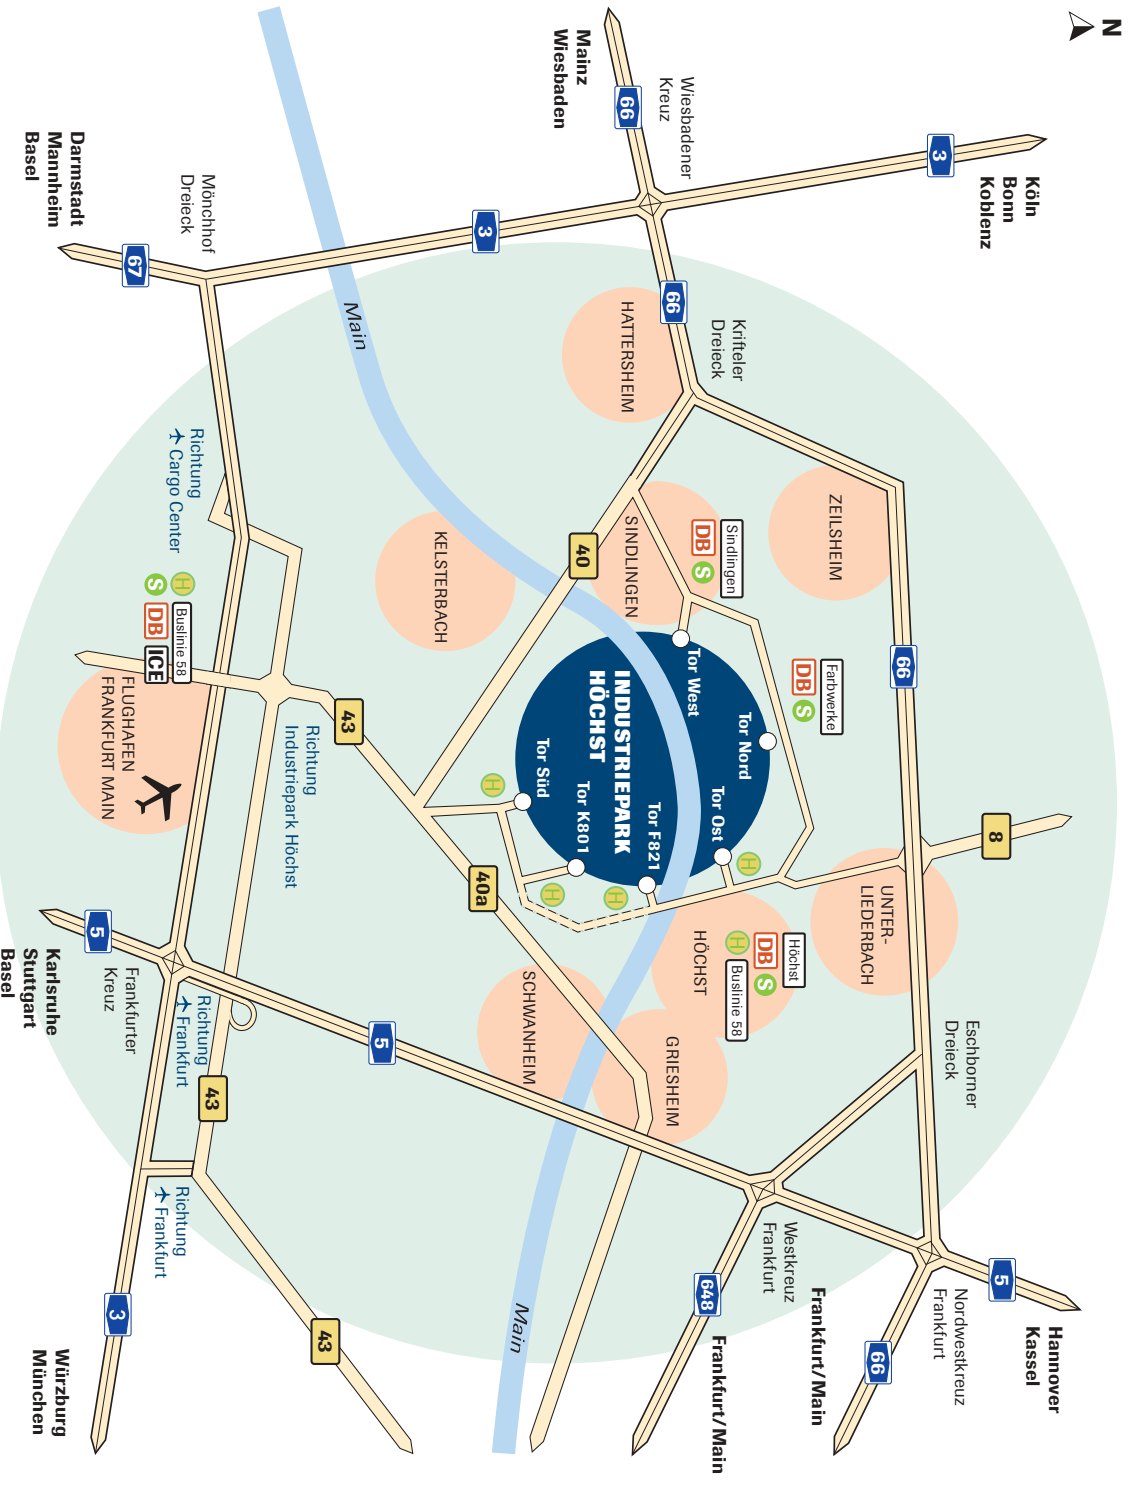 N
Köln
Bonn
Koblenz
3
Hannover
Kassel
5
8
Mainz
Wiesbaden
66
Wiesbadener
Kreuz
66
Krifteler
Dreieck
66
Eschborner
Dreieck
Nordwestkreuz
Frankfurt
66
Frankfurt/Main
Westkreuz
Frankfurt
648
Frankfurt/Main
ZEILSHEIM
UNTER-
LIEDERBACH
Farbwerke
DB S
Sindlingen
DB S
Höchst
DB S
H Buslinie 58
HATTERSHEIM
SINDLINGEN
HÖCHST
GRIESHEIM
Tor West
Tor Nord
Tor Ost
H
INDUSTRIEPARK
HÖCHST
Tor F821
H
Tor K801
H
Tor Süd
H
40
3
KELSTERBACH
SCHWANHEIM
40a
Main
Main
43
5
Mönchhof
Dreieck
67
Darmstadt
Mannheim
Basel
Richtung
Cargo Center
Richtung
Industriepark Höchst
H Buslinie 58
S DB ICE
FLUGHAFEN
FRANKFURT MAIN
Richtung
Frankfurt
43
Frankfurter
Kreuz
5
Karlsruhe
Stuttgart
Basel
Richtung
Frankfurt
43
3
Würzburg
München